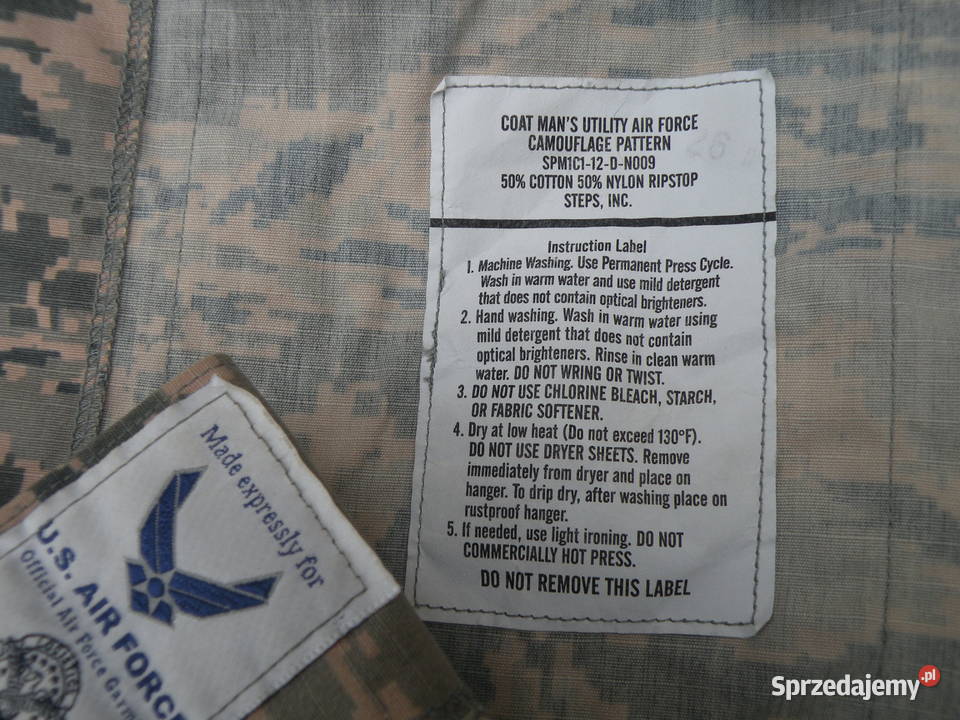 COAT MAN'S UTILITY AIR FORCE
CAMOUFLAGE PATTERN
SPM1C1-12-D-N009
50% COTTON 50% NYLON RIPSTOP
STEPS, INC.
Instruction Label
1. Machine Washing. Use Permanent Press Cycle.
Wash in warm water and use mild detergent
that does not contain optical brighteners.
2. Hand washing. Wash in warm water using
mild detergent that does not contain
optical brighteners. Rinse in clean warm
water. DO NOT WRING OR TWIST.
3. DO NOT USE CHLORINE BLEACH, STARCH,
OR FABRIC SOFTENER.
4. Dry at low heat (Do not exceed 130°F).
DO NOT USE DRYER SHEETS. Remove
immediately from dryer and place on
hanger. To drip dry, after washing place on
rustproof hanger.
5. If needed, use light ironing. DO NOT
COMMERCIALLY HOT PRESS.
DO NOT REMOVE THIS LABEL
Made expressly for
U.S. AIR FORCE
Official Air Force Garm
Sprzedajemy.pl